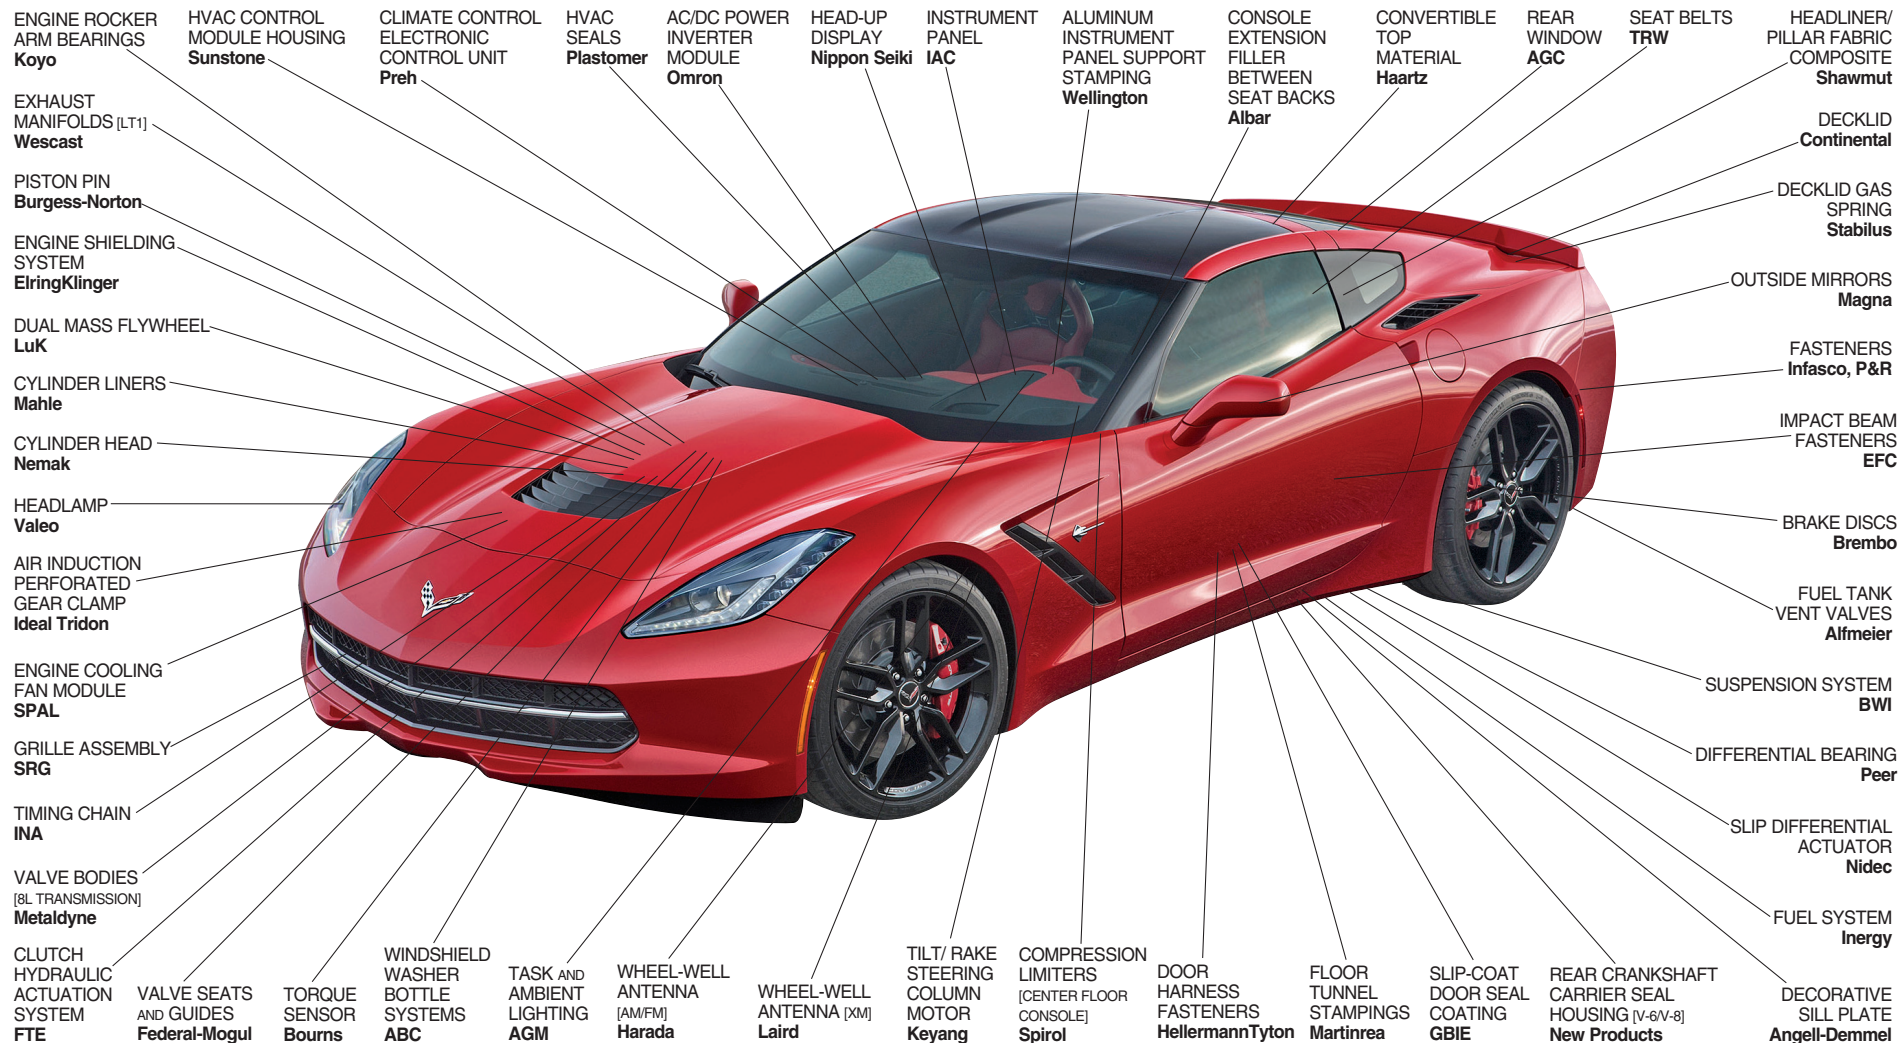 ENGINE ROCKER
ARM BEARINGS
Koyo
HVAC CONTROL
MODULE HOUSING
Sunstone
CLIMATE CONTROL
ELECTRONIC
CONTROL UNIT
Preh
HVAC
SEALS
Plastomer
AC/DC POWER
INVERTER
MODULE
Omron
HEAD-UP
DISPLAY
Nippon Seiki
INSTRUMENT
PANEL
IAC
ALUMINUM
INSTRUMENT
PANEL SUPPORT
STAMPING
Wellington
CONSOLE
EXTENSION
FILLER
BETWEEN
SEAT BACKS
Albar
CONVERTIBLE
TOP
MATERIAL
Haartz
REAR
WINDOW
AGC
SEAT BELTS
TRW
HEADLINER/
PILLAR FABRIC
COMPOSITE
Shawmut
EXHAUST
MANIFOLDS [LT1]
Wescast
PISTON PIN
Burgess-Norton
ENGINE SHIELDING
SYSTEM
ElringKlinger
DUAL MASS FLYWHEEL
LuK
CYLINDER LINERS
Mahle
CYLINDER HEAD
Nemak
HEADLAMP
Valeo
AIR INDUCTION
PERFORATED
GEAR CLAMP
Ideal Tridon
ENGINE COOLING
FAN MODULE
SPAL
GRILLE ASSEMBLY
SRG
TIMING CHAIN
INA
VALVE BODIES
[8L TRANSMISSION]
Metaldyne
CLUTCH
HYDRAULIC
ACTUATION
SYSTEM
FTE
DECKLID
Continental
DECKLID GAS
SPRING
Stabilus
OUTSIDE MIRRORS
Magna
FASTENERS
Infasco, P&R
IMPACT BEAM
FASTENERS
EFC
BRAKE DISCS
Brembo
FUEL TANK
VENT VALVES
Alfmeier
SUSPENSION SYSTEM
BWI
DIFFERENTIAL BEARING
Peer
SLIP DIFFERENTIAL
ACTUATOR
Nidec
FUEL SYSTEM
Inergy
VALVE SEATS
AND GUIDES
Federal-Mogul
TORQUE
SENSOR
Bourns
WINDSHIELD
WASHER
BOTTLE
SYSTEMS
ABC
TASK AND
AMBIENT
LIGHTING
AGM
WHEEL-WELL
ANTENNA
[AM/FM]
Harada
WHEEL-WELL
ANTENNA [XM]
Laird
TILT/ RAKE
STEERING
COLUMN
MOTOR
Keyang
COMPRESSION
LIMITERS
[CENTER FLOOR
CONSOLE]
Spirol
DOOR
HARNESS
FASTENERS
HellermannTyton
FLOOR
TUNNEL
STAMPINGS
Martinrea
SLIP-COAT
DOOR SEAL
COATING
GBIE
REAR CRANKSHAFT
CARRIER SEAL
HOUSING [V-6/V-8]
New Products
DECORATIVE
SILL PLATE
Angell-Demmel